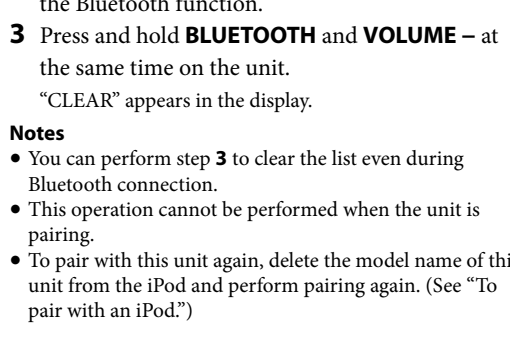 the Bluetooth function.
3 Press and hold BLUETOOTH and VOLUME – at
the same time on the unit.
“CLEAR” appears in the display.
Notes
• You can perform step 3 to clear the list even during
Bluetooth connection.
• This operation cannot be performed when the unit is
pairing.
• To pair with this unit again, delete the model name of thi
unit from the iPod and perform pairing again. (See “To
pair with an iPod.”)